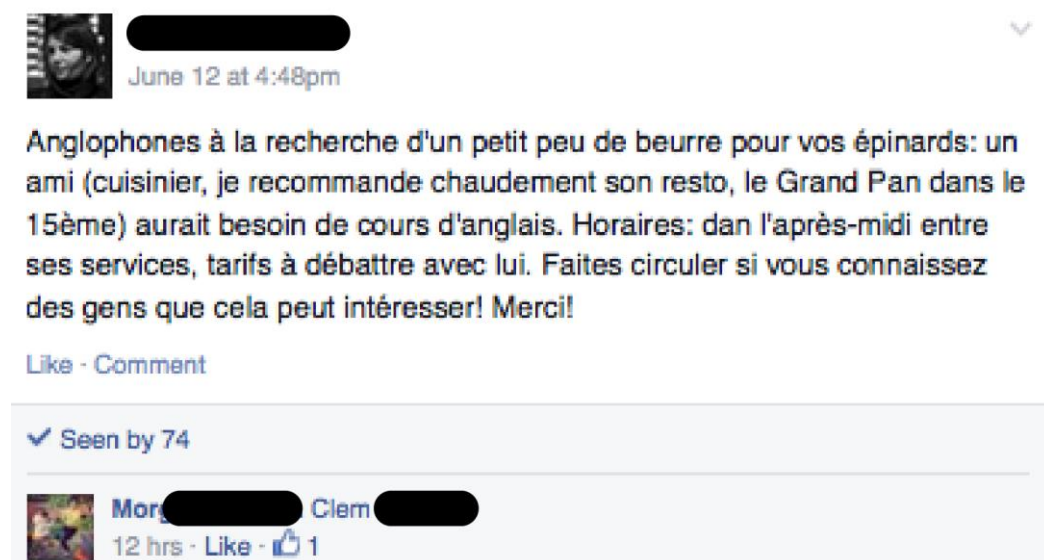 June 12 at 4:48pm
Anglophones à la recherche d'un petit peu de beurre pour vos épinards: un
ami (cuisinier, je recommande chaudement son resto, le Grand Pan dans le
15ème) aurait besoin de cours d'anglais. Horaires: dan l'après-midi entre
ses services, tarifs à débattre avec lui. Faites circuler si vous connaissez
des gens que cela peut intéresser! Merci!
Like · Comment
Seen by 74
Clem
12 hrs · Like · 1